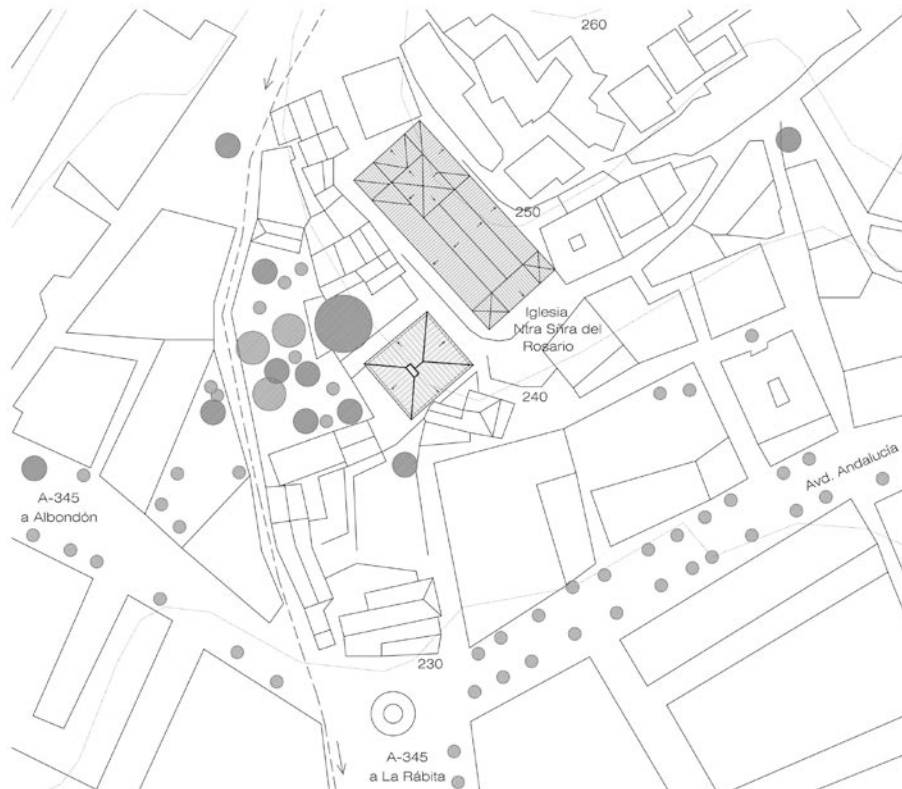 260
250
Iglesia
Ntra Sñra del
Rosario
240
Avd. Andalucía
A-345
a Albondón
230
A-345
a La Rábita